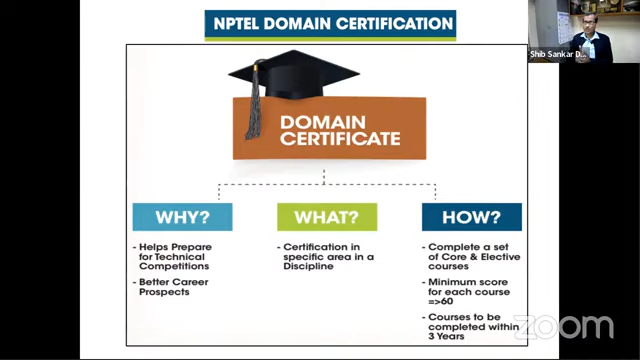 NPTEL DOMAIN CERTIFICATION
Shib Sankar D...
DOMAIN
CERTIFICATE
WHY?
- Helps Prepare
for Technical
Competitions
- Better Career
Prospects
WHAT?
- Certification in
specific area in a
Discipline
HOW?
- Complete a set
of Core & Elective
courses
- Minimum score
for each course
=>60
- Courses to be
completed within
3 Years
zoom